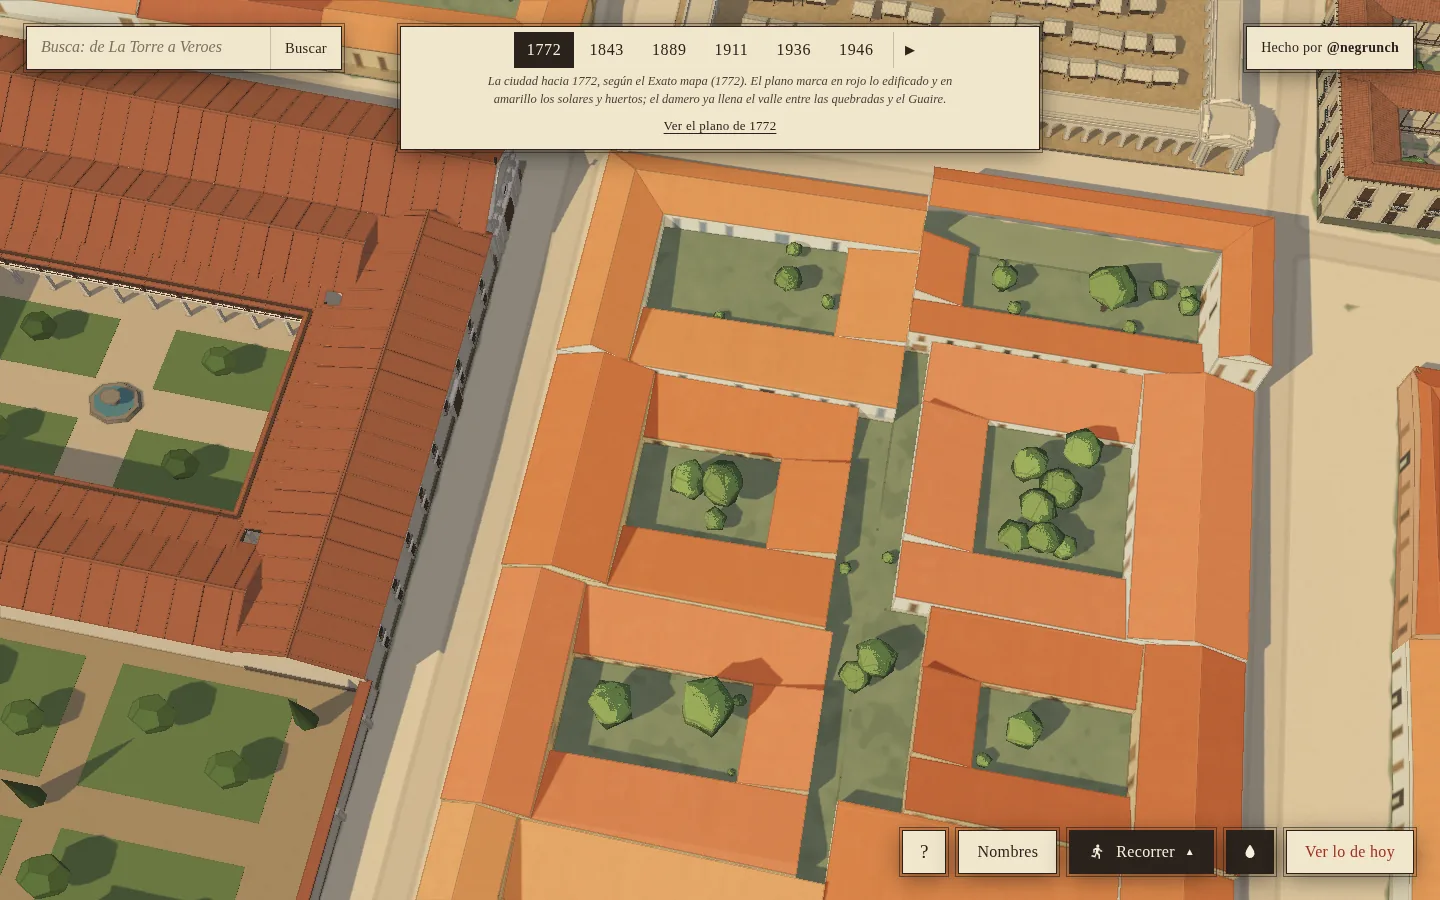 Busca: de La Torre a Veroes
Buscar
1772 1843 1889 1911 1936 1946 ▶
La ciudad hacia 1772, según el Exato mapa (1772). El plano marca en rojo lo edificado y en
amarillo los solares y huertos; el damero ya llena el valle entre las quebradas y el Guaire.
Ver el plano de 1772
Hecho por @negrunch
?
Nombres
Recorrer ▲
Ver lo de hoy